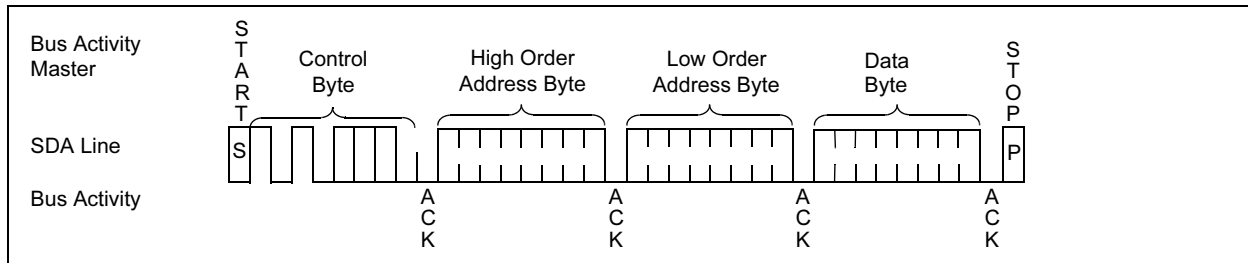 Bus Activity
Master
START
Control
Byte
High Order
Address Byte
Low Order
Address Byte
Data
Byte
STOP
SDA Line
S
P
Bus Activity
ACK
ACK
ACK
ACK